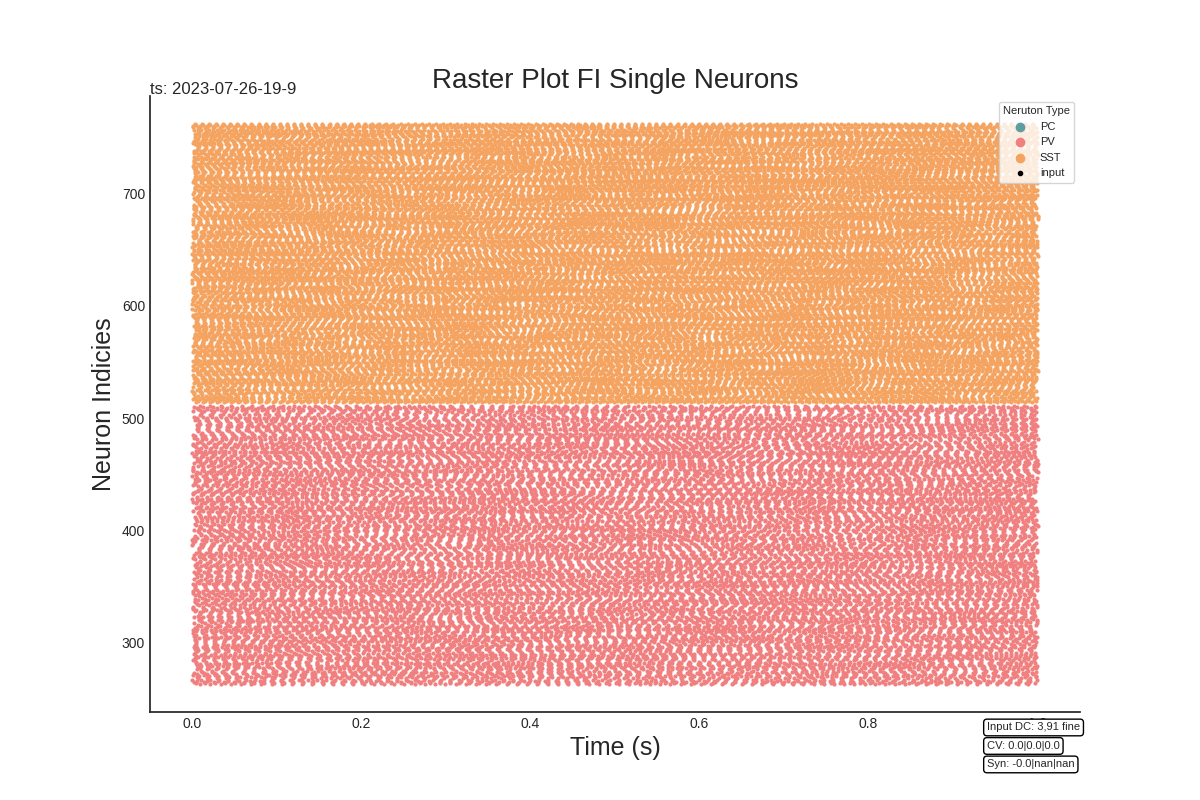 Raster Plot FI Single Neurons
ts: 2023-07-26-19-9
Neruton Type
PC
PV
SST
input
Neuron Indicies
700
600
500
400
300
0.0 0.2 0.4 0.6 0.8
Time (s)
Input DC: 3,91 fine
CV: 0.0|0.0|0.0
Syn: -0.0|nan|nan